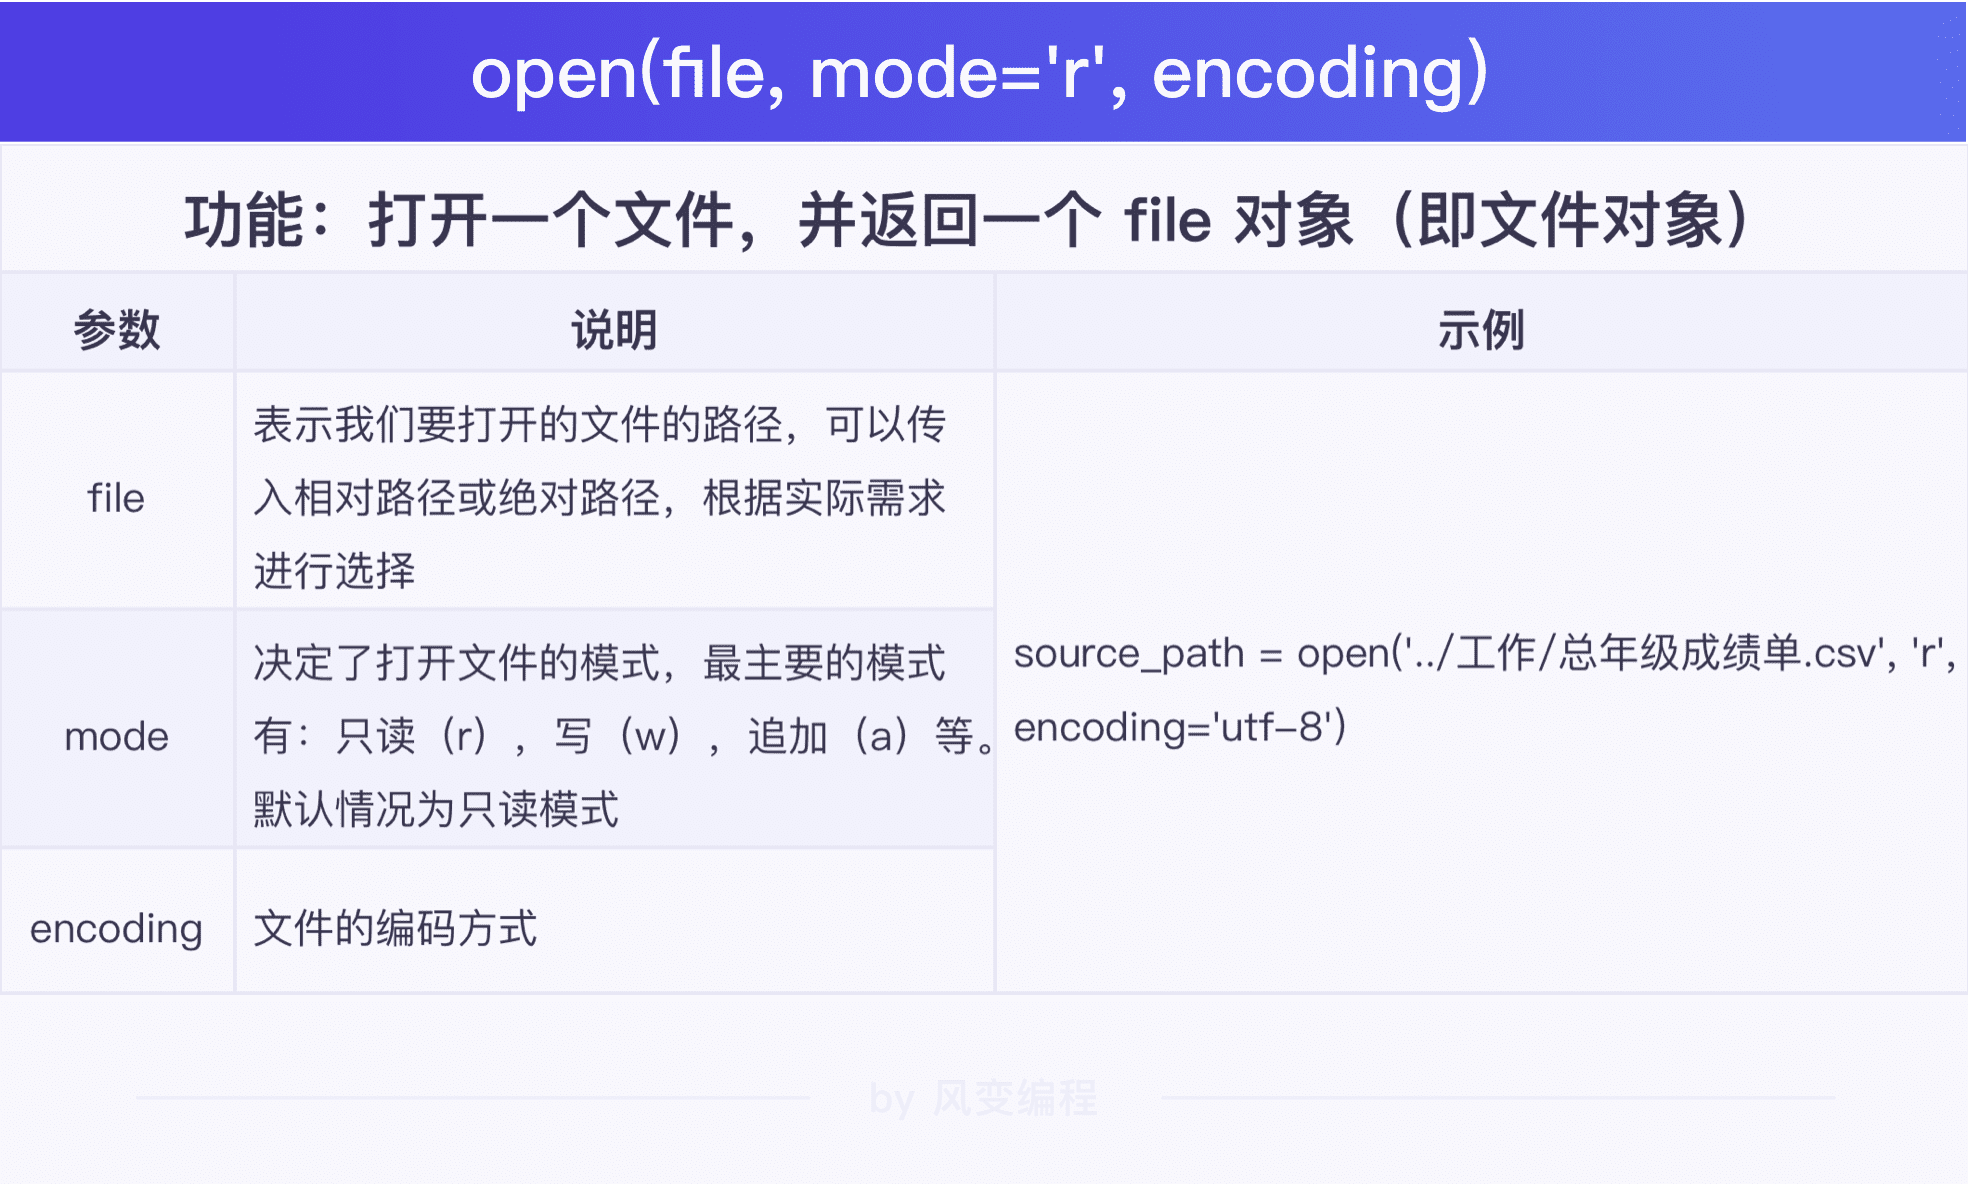 open(file, mode='r', encoding)
功能：打开一个文件，并返回一个 file 对象（即文件对象）
参数
说明
示例
file
表示我们要打开的文件的路径，可以传
入相对路径或绝对路径，根据实际需求
进行选择
mode
决定了打开文件的模式，最主要的模式
有：只读（r），写（w），追加（a）等。
默认情况为只读模式
encoding
文件的编码方式
source_path = open('../工作/总年级成绩单.csv', 'r',
encoding='utf-8')
by 风变编程